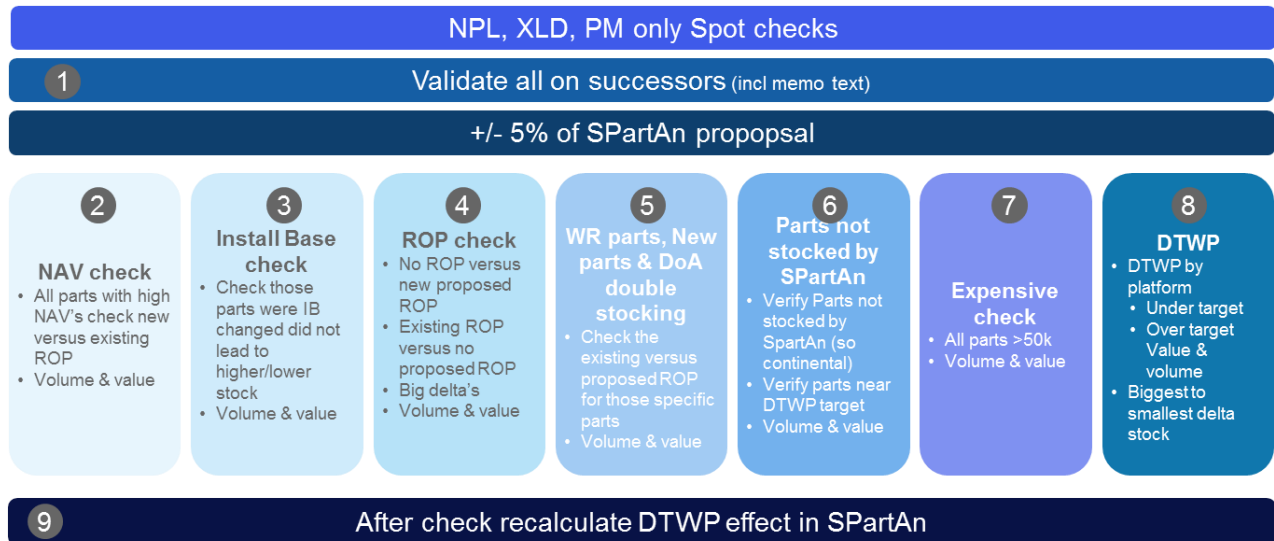 NPL, XLD, PM only Spot checks
1
Validate all on successors (incl memo text)
+/- 5% of SPartAn propopsal
2
NAV check
• All parts with high
NAV's check new
versus existing
ROP
• Volume & value
3
Install Base
check
• Check those
parts were IB
changed did not
lead to
higher/lower
stock
• Volume & value
4
ROP check
• No ROP versus
new proposed
ROP
• Existing ROP
versus no
proposed ROP
• Big delta's
• Volume & value
5
WR parts, New
parts & DoA
double
stocking
• Check the
existing versus
proposed ROP
for those specific
parts
• Volume & value
6
Parts not
stocked by
SPartAn
• Verify Parts not
stocked by
SpartAn (so
continental)
• Verify parts near
DTWP target
• Volume & value
7
Expensive
check
• All parts >50k
• Volume & value
8
DTWP
• DTWP by
platform
• Under target
• Over target
Value &
volume
• Biggest to
smallest delta
stock
9
After check recalculate DTWP effect in SPartAn